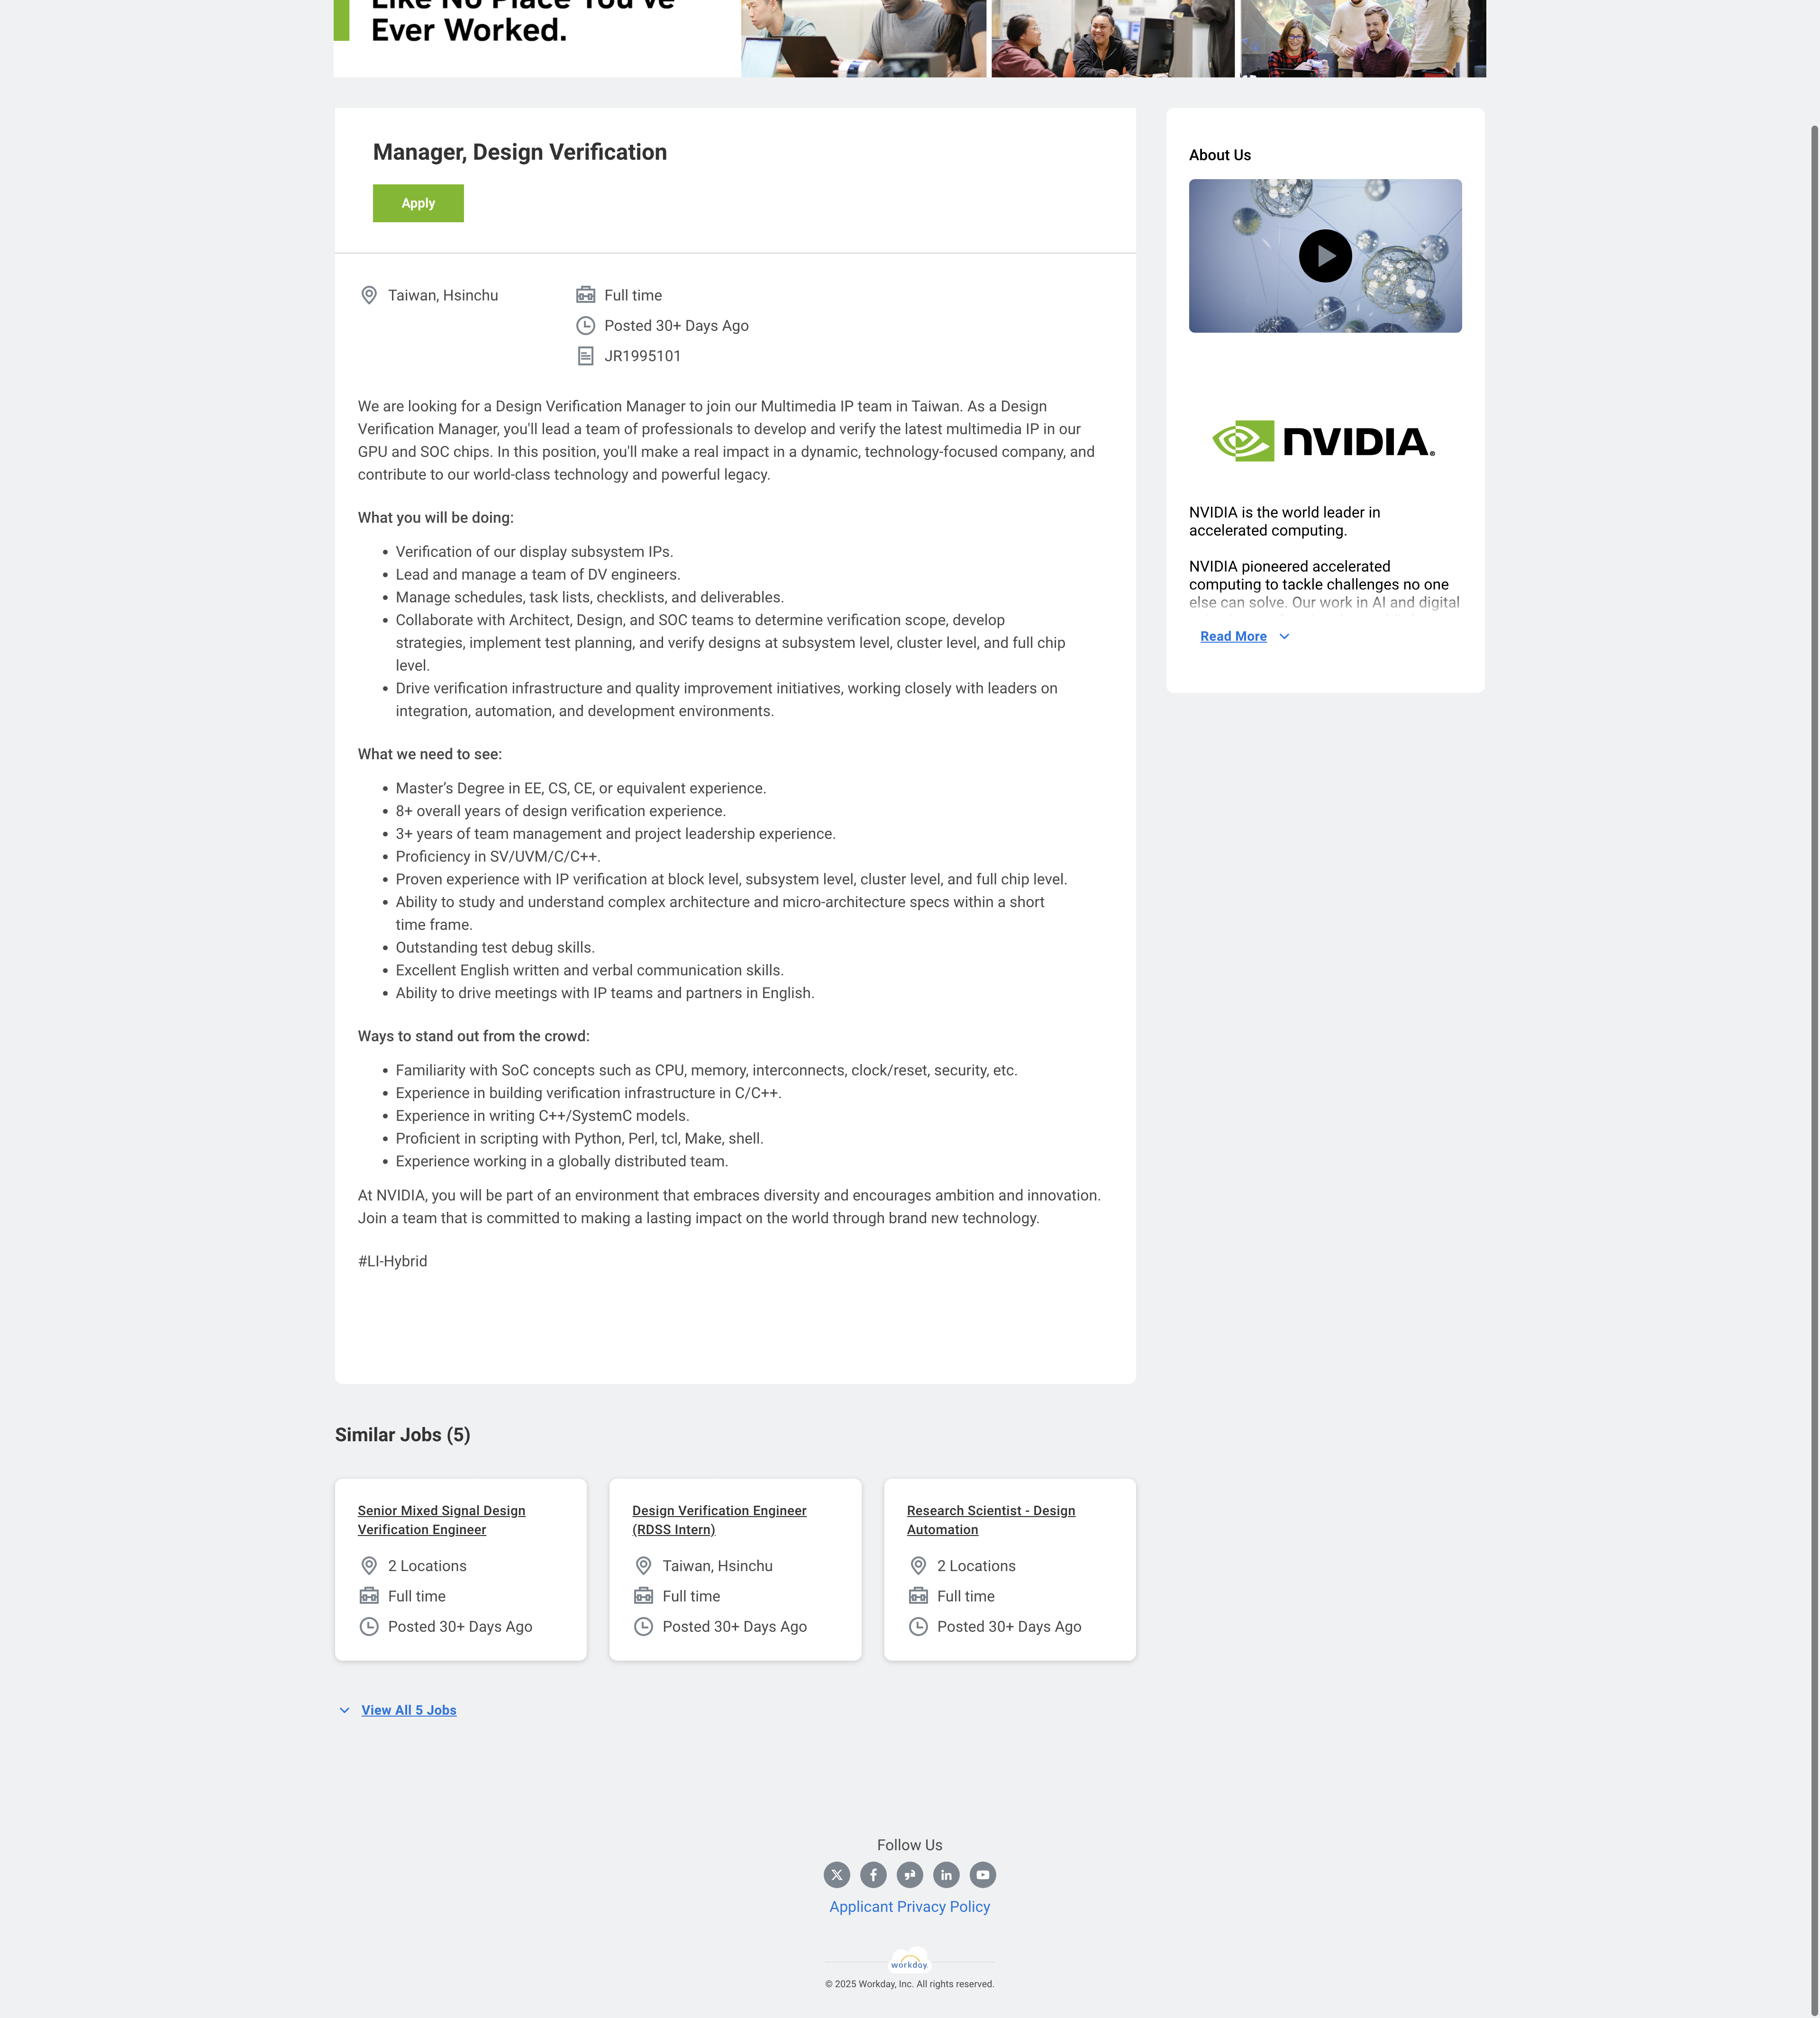 Like No Place You've
Ever Worked.
Manager, Design Verification
Apply
Taiwan, Hsinchu
Full time
Posted 30+ Days Ago
JR1995101
We are looking for a Design Verification Manager to join our Multimedia IP team in Taiwan. As a Design
Verification Manager, you'll lead a team of professionals to develop and verify the latest multimedia IP in our
GPU and SOC chips. In this position, you'll make a real impact in a dynamic, technology-focused company, and
contribute to our world-class technology and powerful legacy.
What you will be doing:
• Verification of our display subsystem IPs.
• Lead and manage a team of DV engineers.
• Manage schedules, task lists, checklists, and deliverables.
• Collaborate with Architect, Design, and SOC teams to determine verification scope, develop
strategies, implement test planning, and verify designs at subsystem level, cluster level, and full chip
level.
• Drive verification infrastructure and quality improvement initiatives, working closely with leaders on
integration, automation, and development environments.
What we need to see:
• Master’s Degree in EE, CS, CE, or equivalent experience.
• 8+ overall years of design verification experience.
• 3+ years of team management and project leadership experience.
• Proficiency in SV/UVM/C/C++.
• Proven experience with IP verification at block level, subsystem level, cluster level, and full chip level.
• Ability to study and understand complex architecture and micro-architecture specs within a short
time frame.
• Outstanding test debug skills.
• Excellent English written and verbal communication skills.
• Ability to drive meetings with IP teams and partners in English.
Ways to stand out from the crowd:
• Familiarity with SoC concepts such as CPU, memory, interconnects, clock/reset, security, etc.
• Experience in building verification infrastructure in C/C++.
• Experience in writing C++/SystemC models.
• Proficient in scripting with Python, Perl, tcl, Make, shell.
• Experience working in a globally distributed team.
At NVIDIA, you will be part of an environment that embraces diversity and encourages ambition and innovation.
Join a team that is committed to making a lasting impact on the world through brand new technology.
#LI-Hybrid
About Us
NVIDIA®
NVIDIA is the world leader in
accelerated computing.
NVIDIA pioneered accelerated
computing to tackle challenges no one
else can solve. Our work in AI and digital
Read More
Similar Jobs (5)
Senior Mixed Signal Design
Verification Engineer
2 Locations
Full time
Posted 30+ Days Ago
Design Verification Engineer
(RDSS Intern)
Taiwan, Hsinchu
Full time
Posted 30+ Days Ago
Research Scientist - Design
Automation
2 Locations
Full time
Posted 30+ Days Ago
View All 5 Jobs
Follow Us
Applicant Privacy Policy
workday.
© 2025 Workday, Inc. All rights reserved.